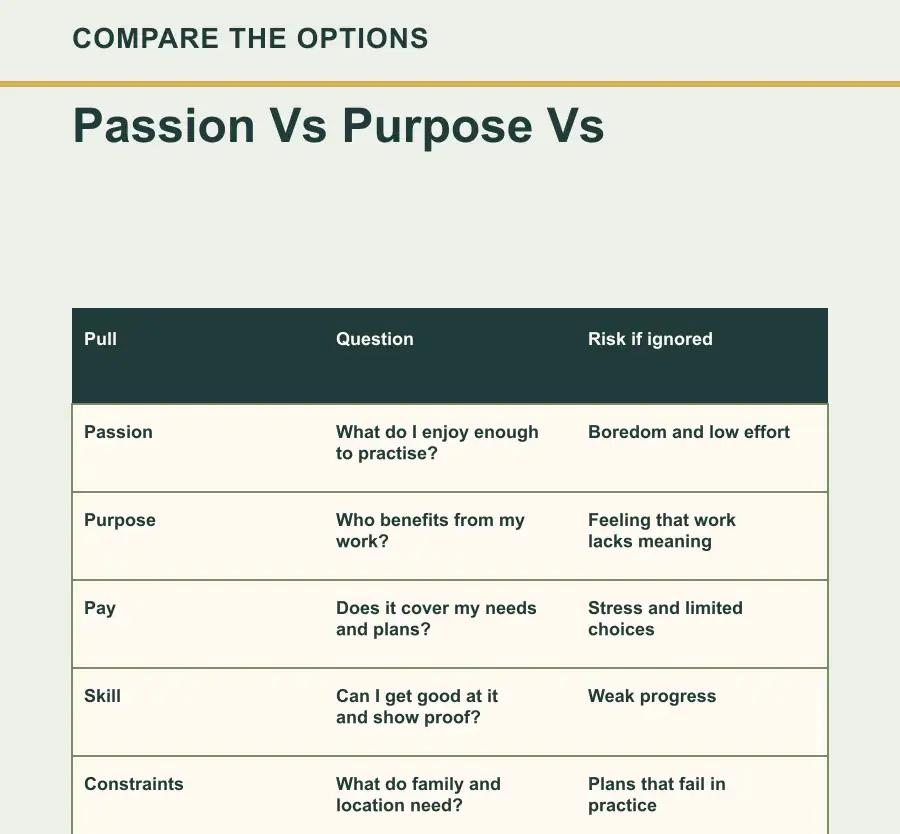 COMPARE THE OPTIONS
Passion Vs Purpose Vs
Pull Question Risk if ignored
Passion What do I enjoy enough Boredom and low effort
to practise?
Purpose Who benefits from my Feeling that work
work? lacks meaning
Pay Does it cover my needs Stress and limited
and plans? choices
Skill Can I get good at it Weak progress
and show proof?
Constraints What do family and Plans that fail in
location need? practice